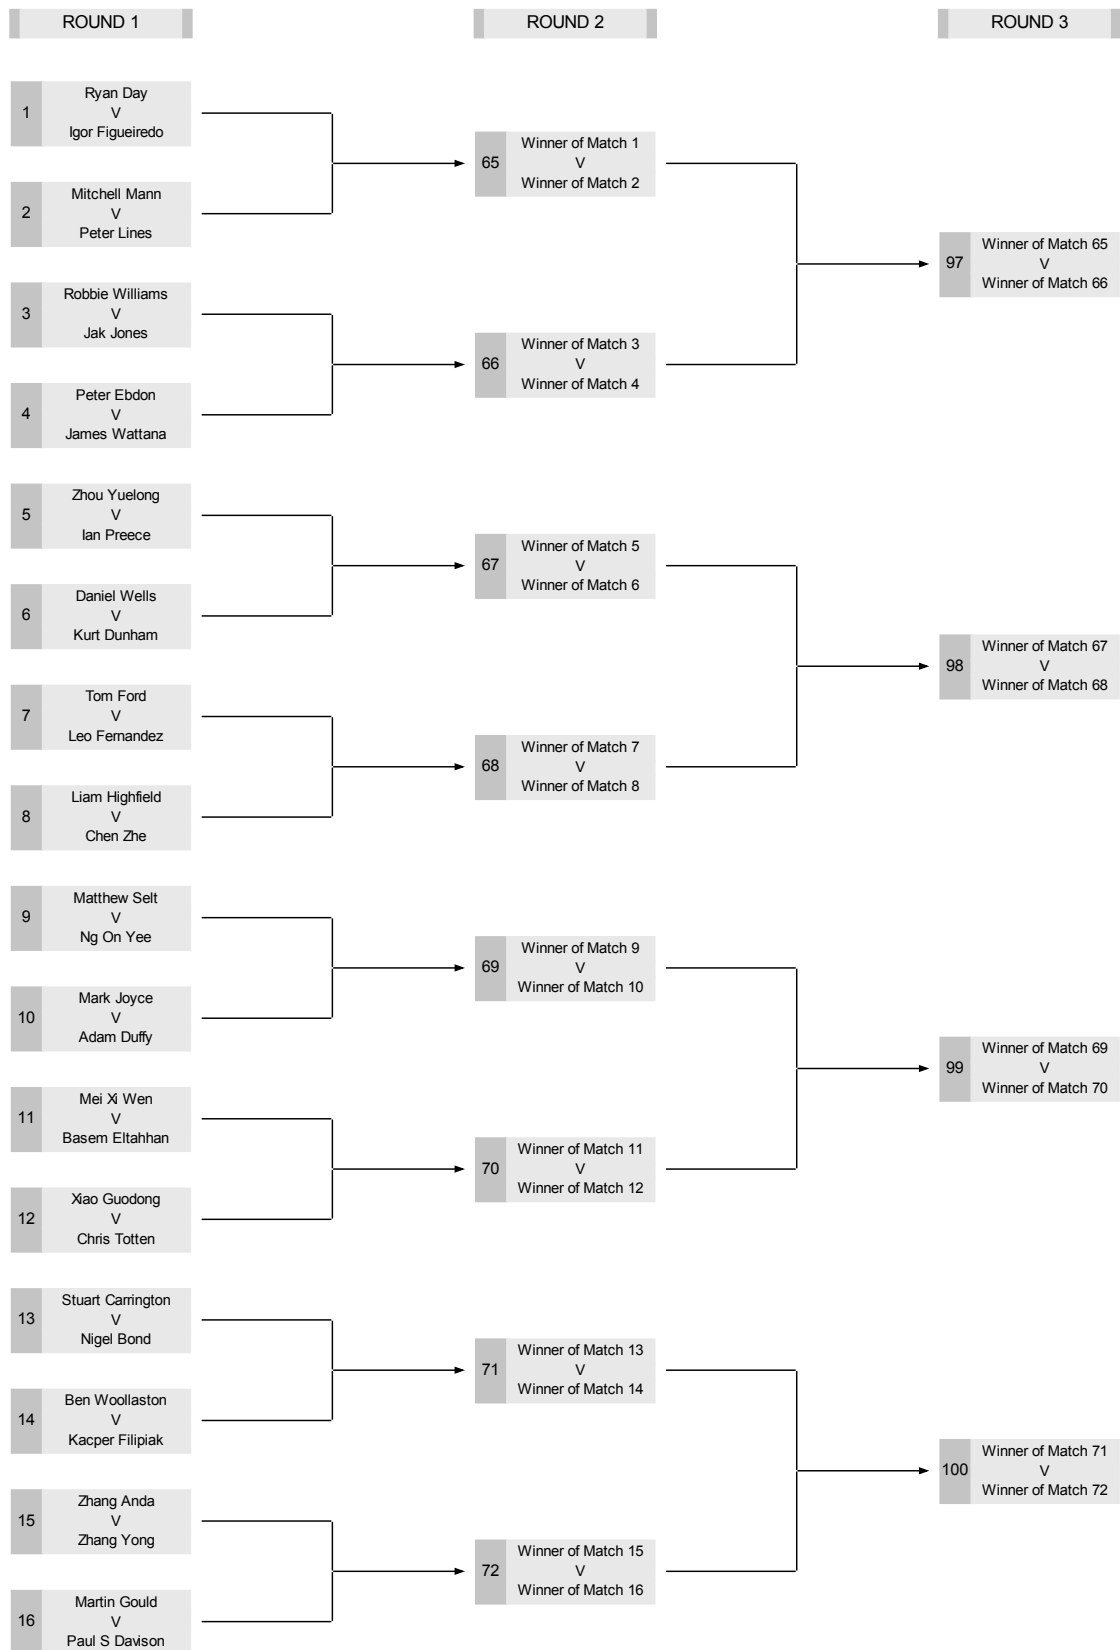 ROUND 1
ROUND 2
ROUND 3
1
Ryan Day
V
Igor Figueiredo
2
Mitchell Mann
V
Peter Lines
3
Robbie Williams
V
Jak Jones
4
Peter Ebdon
V
James Wattana
5
Zhou Yuelong
V
Ian Preece
6
Daniel Wells
V
Kurt Dunham
7
Tom Ford
V
Leo Fernandez
8
Liam Highfield
V
Chen Zhe
9
Matthew Selt
V
Ng On Yee
10
Mark Joyce
V
Adam Duffy
11
Mei Xi Wen
V
Basem Eltahhan
12
Xiao Guodong
V
Chris Totten
13
Stuart Carrington
V
Nigel Bond
14
Ben Woollaston
V
Kacper Filipiak
15
Zhang Anda
V
Zhang Yong
16
Martin Gould
V
Paul S Davison
65
Winner of Match 1
V
Winner of Match 2
66
Winner of Match 3
V
Winner of Match 4
67
Winner of Match 5
V
Winner of Match 6
68
Winner of Match 7
V
Winner of Match 8
69
Winner of Match 9
V
Winner of Match 10
70
Winner of Match 11
V
Winner of Match 12
71
Winner of Match 13
V
Winner of Match 14
72
Winner of Match 15
V
Winner of Match 16
97
Winner of Match 65
V
Winner of Match 66
98
Winner of Match 67
V
Winner of Match 68
99
Winner of Match 69
V
Winner of Match 70
100
Winner of Match 71
V
Winner of Match 72